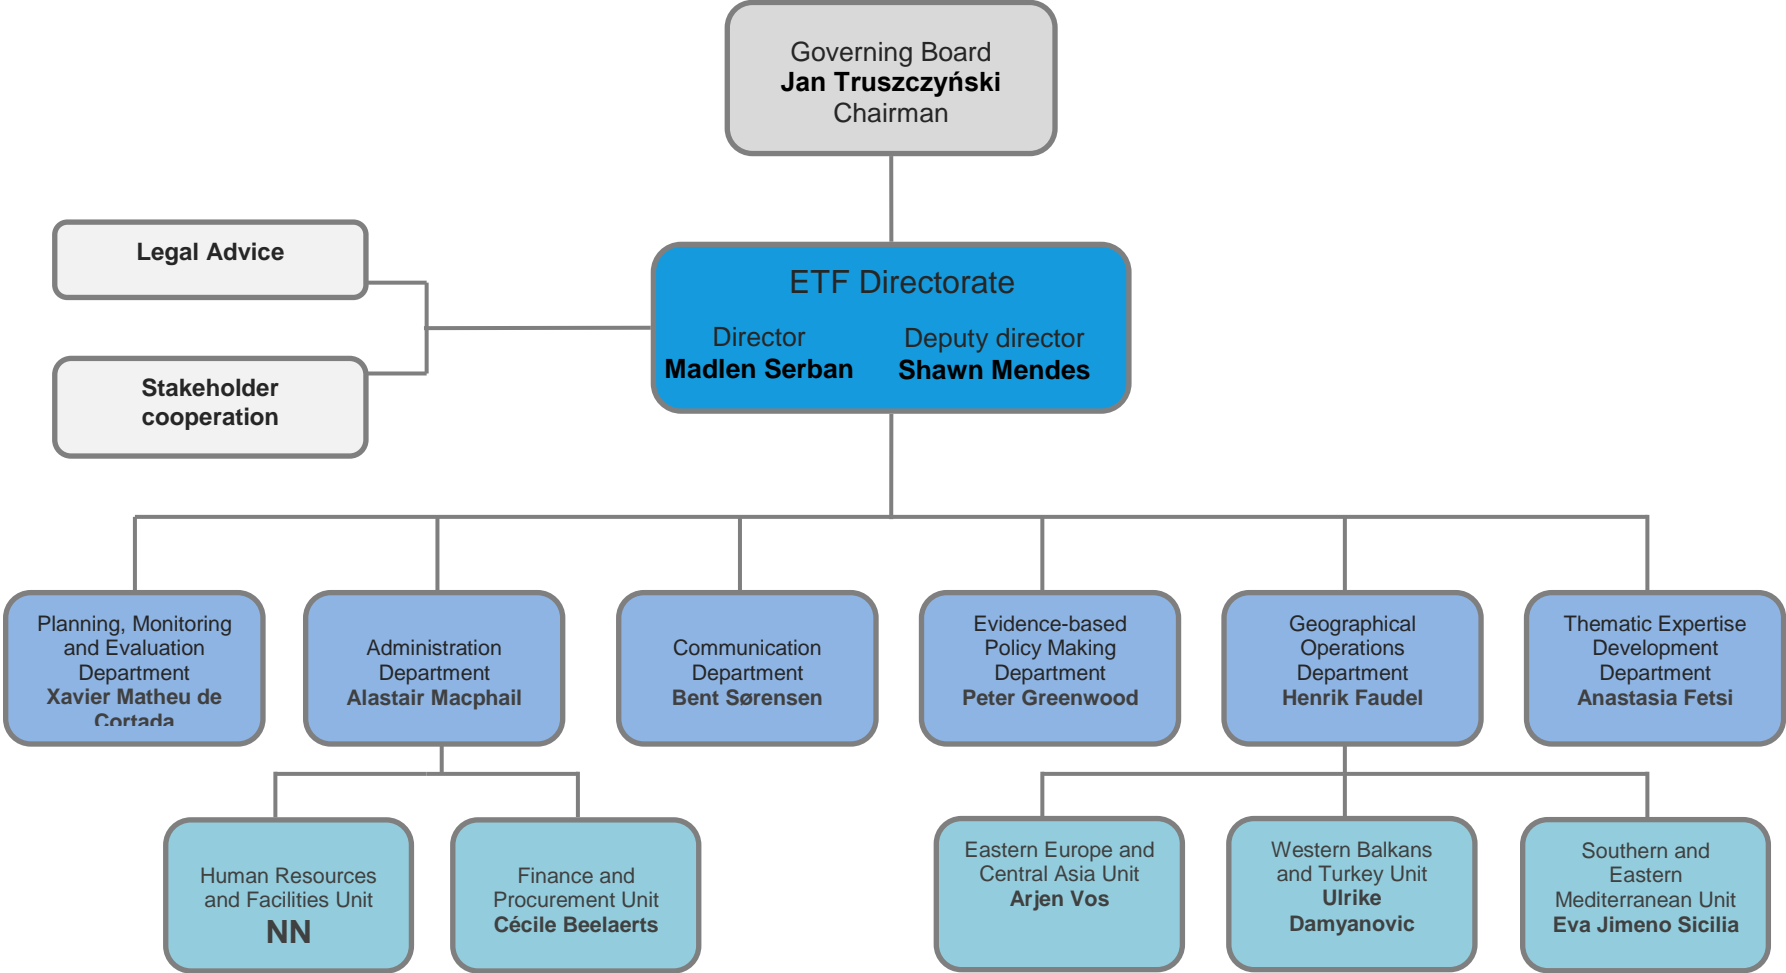 Governing Board
Jan Truszczyński
Chairman
Legal Advice
Stakeholder
cooperation
ETF Directorate
Director
Madlen Serban
Deputy director
Shawn Mendes
Planning, Monitoring
and Evaluation
Department
Xavier Matheu de
Cortada
Administration
Department
Alastair Macphail
Communication
Department
Bent Sørensen
Evidence-based
Policy Making
Department
Peter Greenwood
Geographical
Operations
Department
Henrik Faudel
Thematic Expertise
Development
Department
Anastasia Fetsi
Human Resources
and Facilities Unit
NN
Finance and
Procurement Unit
Cécile Beelaerts
Eastern Europe and
Central Asia Unit
Arjen Vos
Western Balkans
and Turkey Unit
Ulrike
Damyanovic
Southern and
Eastern
Mediterranean Unit
Eva Jimeno Sicilia